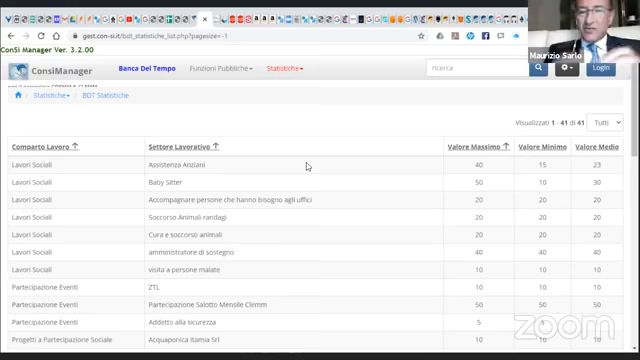 gest.con-si.it/bdt_statistiche_list.php?pagesize=-1
ConSi Manager Ver. 3.2.00
Maurizio Sarlo
ConsiManager Banca Del Tempo Funzioni Pubbliche Statistiche ricerca Login
Statistiche BDT Statistiche
Visualizzati 1 - 41 di 41 Tutti
Comparto Lavoro Settore Lavorativo Valore Massimo Valore Minimo Valore Medio
Lavori Sociali Assistenza Anziani 40 15 23
Lavori Sociali Baby Sitter 50 10 30
Lavori Sociali Accompagnare persone che hanno bisogno agli uffici 20 20 20
Lavori Sociali Soccorso Animali randagi 20 20 20
Lavori Sociali Cura e soccorso animali 20 20 20
Lavori Sociali amministratore di sostegno 40 40 40
Lavori Sociali visita a persone malate 10 10 10
Partecipazione Eventi ZTL 10 10 10
Partecipazione Eventi Partecipazione Salotto Mensile Clemm 50 50 50
Partecipazione Eventi Addetto alla sicurezza 5 5
Progetti a Partecipazione Sociale Acquaponica Itamia Srl 10 10
zoom